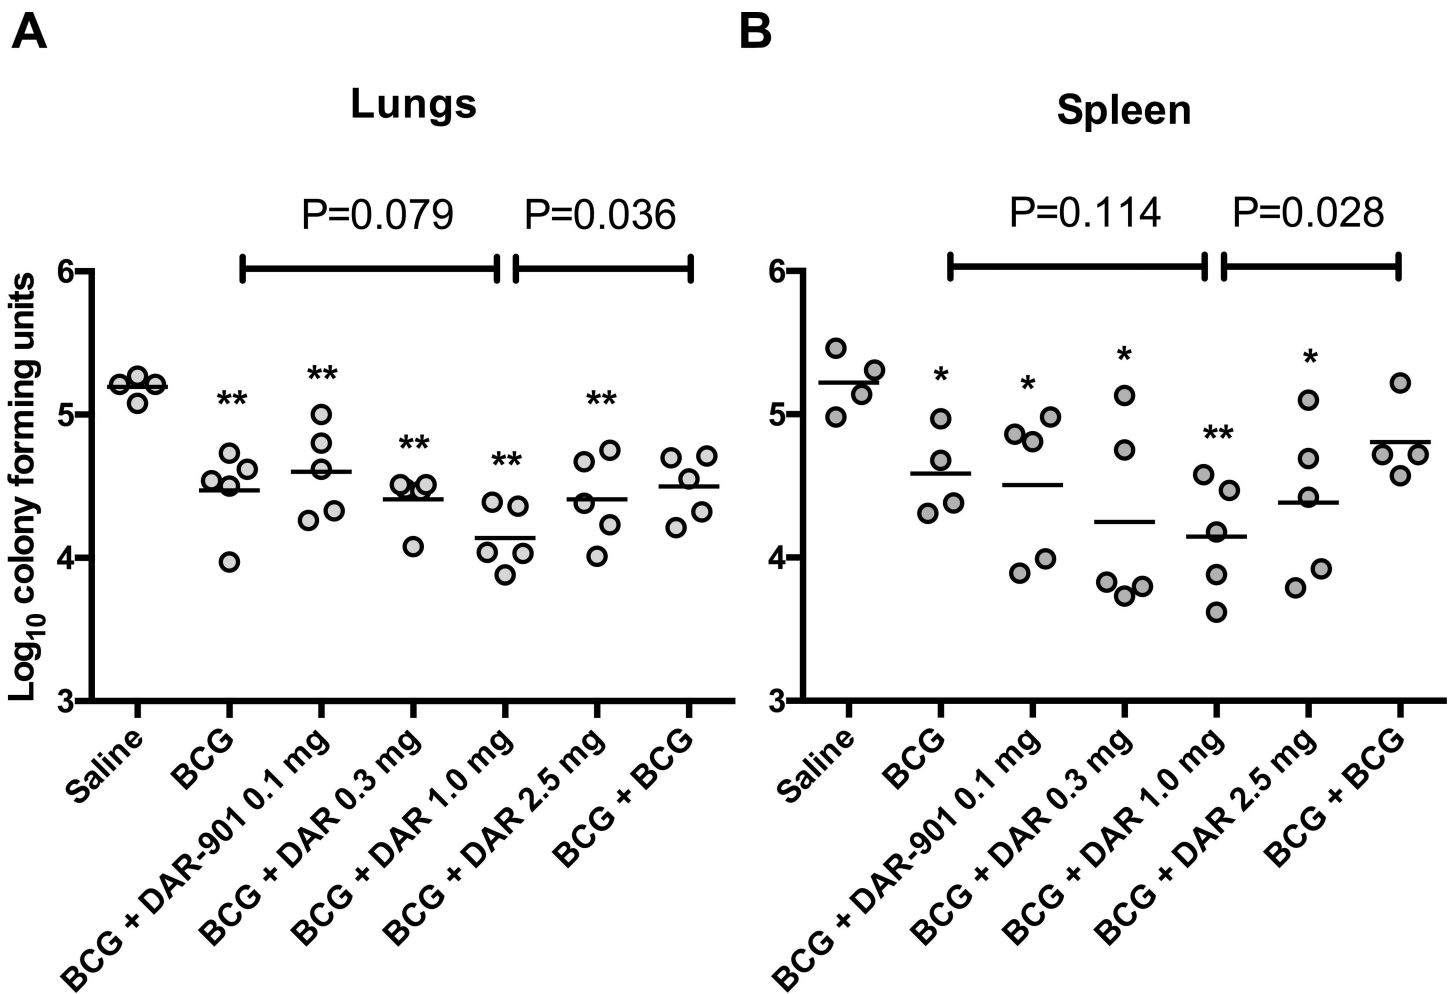 A
Lungs
P=0.079
P=0.036
Log10 colony forming units
6
5
4
3
**
**
**
**
**
Saline
BCG
BCG + DAR-901 0.1 mg
BCG + DAR 0.3 mg
BCG + DAR 1.0 mg
BCG + DAR 2.5 mg
BCG + BCG
B
Spleen
P=0.114
P=0.028
6
5
4
3
*
*
*
**
*
Saline
BCG
BCG + DAR-901 0.1 mg
BCG + DAR 0.3 mg
BCG + DAR 1.0 mg
BCG + DAR 2.5 mg
BCG + BCG